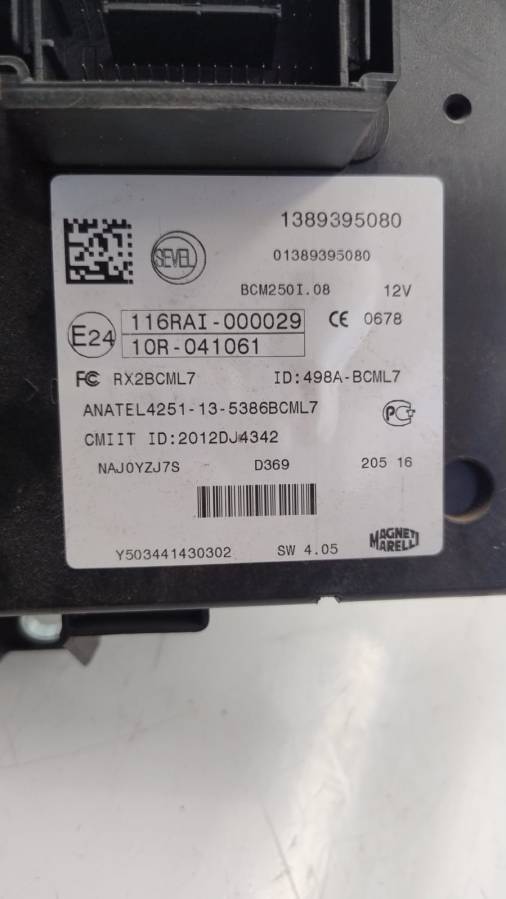 1389395080
SEVEL
01389395080
BCM250I.08 12V
E24 116RAI-000029 CE 0678
10R-041061
FC RX2BCML7 ID:498A-BCML7
ANATEL4251-13-5386BCML7
CMIIT ID:2012DJ4342
NAJ0YZJ7S D369 205 16
Y503441430302 SW 4.05
MAGNETI MARELLI